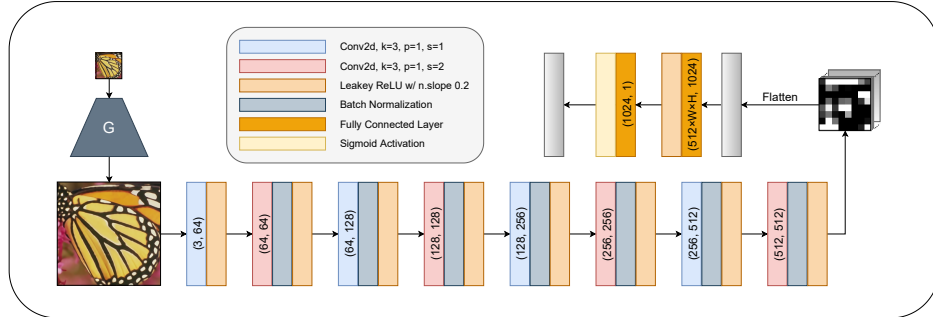 Conv2d, k=3, p=1, s=1
Conv2d, k=3, p=1, s=2
Leakey ReLU w/ n.slope 0.2
Batch Normalization
Fully Connected Layer
Sigmoid Activation
G
(1024, 1)
(512×W×H, 1024)
Flatten
(3, 64)
(64, 64)
(64, 128)
(128, 128)
(128, 256)
(256, 256)
(256, 512)
(512, 512)